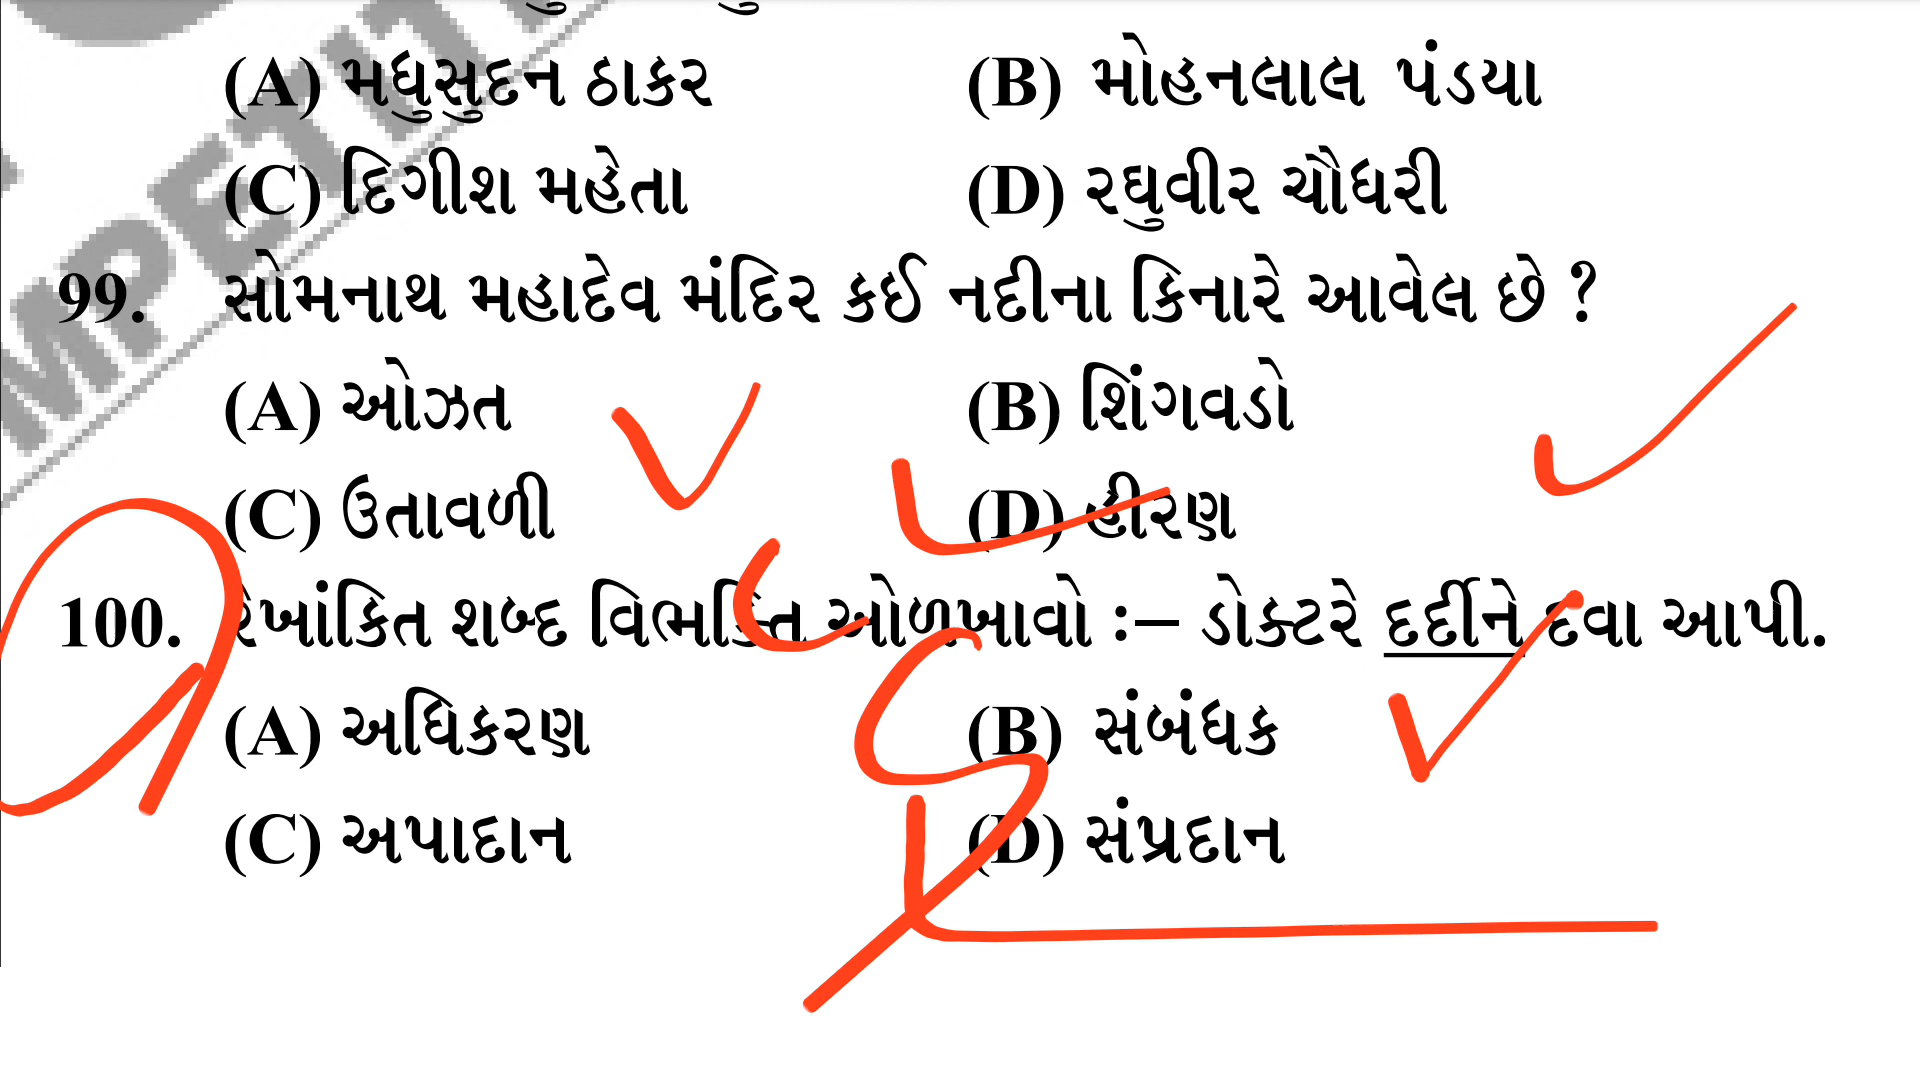 (A) મધુસુદન ઠાકર (B) મોહનલાલ પંડયા
(C) દિગીશ મહેતા (D) રઘુવીર ચૌધરી
99. સોમનાથ મહાદેવ મંદિર કઈ નદીના કિનારે આવેલ છે ?
(A) ઓઝત (B) શિંગવડો
(C) ઉતાવળી (D) હીરણ
100. રેખાંકિત શબ્દ વિભક્તિ ઓળખાવો :– ડોક્ટરે દર્દીને દવા આપી.
(A) અધિકરણ (B) સંબંધક
(C) અપાદાન (D) સંપ્રદાન